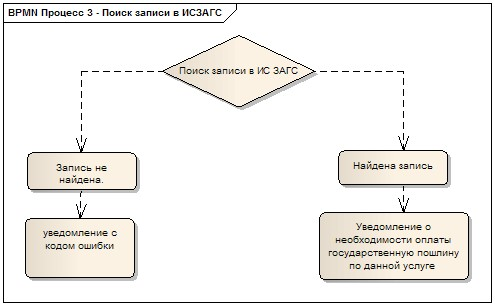 BPMN Процесс 3 - Поиск записи в ИСЗАГС
Поиск записи в ИС ЗАГС
Запись не
найдена.
Найдена запись
уведомление с
кодом ошибки
Уведомление о
необходимости оплаты
государственную пошлину
по данной услуге